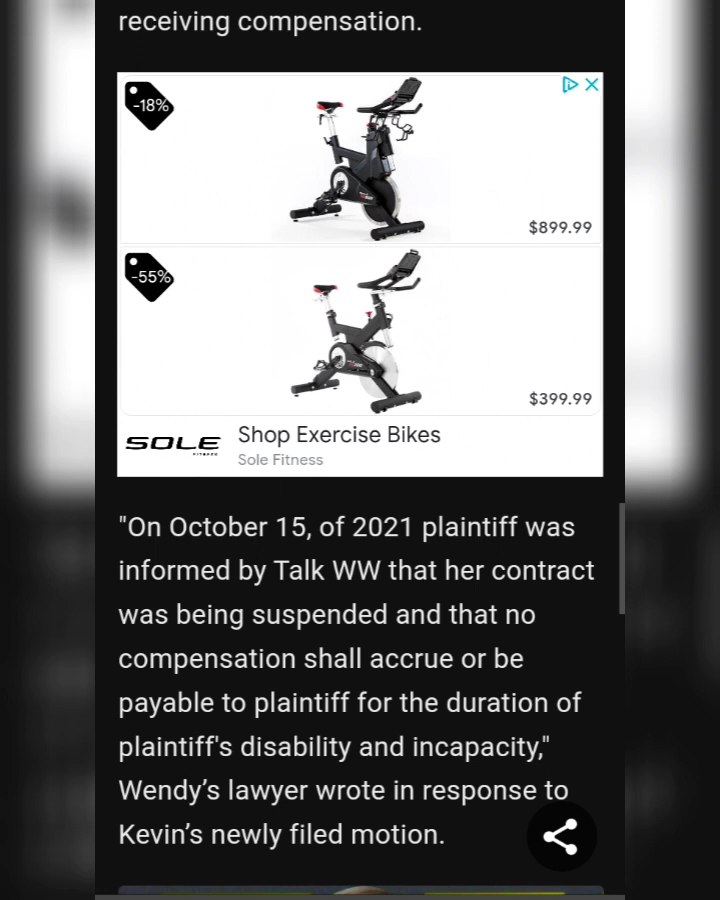 receiving compensation.
-18%
$899.99
-55%
$399.99
SOLE
FITNESS
Shop Exercise Bikes
Sole Fitness
"On October 15, of 2021 plaintiff was
informed by Talk WW that her contract
was being suspended and that no
compensation shall accrue or be
payable to plaintiff for the duration of
plaintiff's disability and incapacity,"
Wendy’s lawyer wrote in response to
Kevin’s newly filed motion.